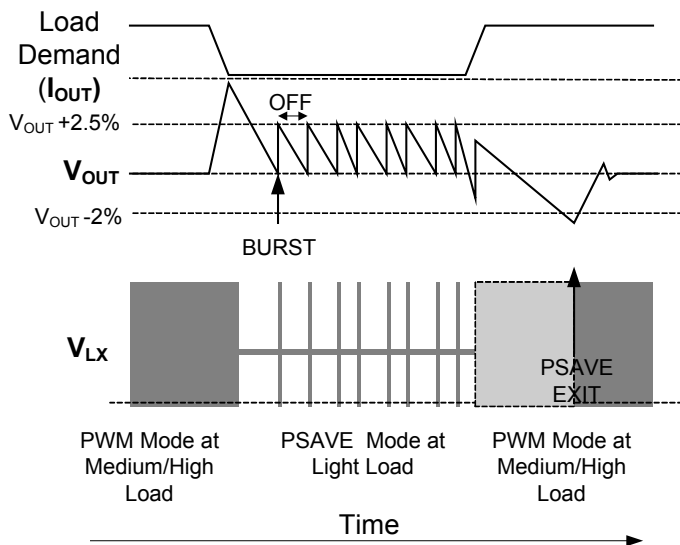 Load
Demand
(IOUT)
OFF
VOUT +2.5%
VOUT
VOUT -2%
BURST
VLX
PSAVE
EXIT
PWM Mode at
Medium/High
Load
PSAVE Mode at
Light Load
PWM Mode at
Medium/High
Load
Time